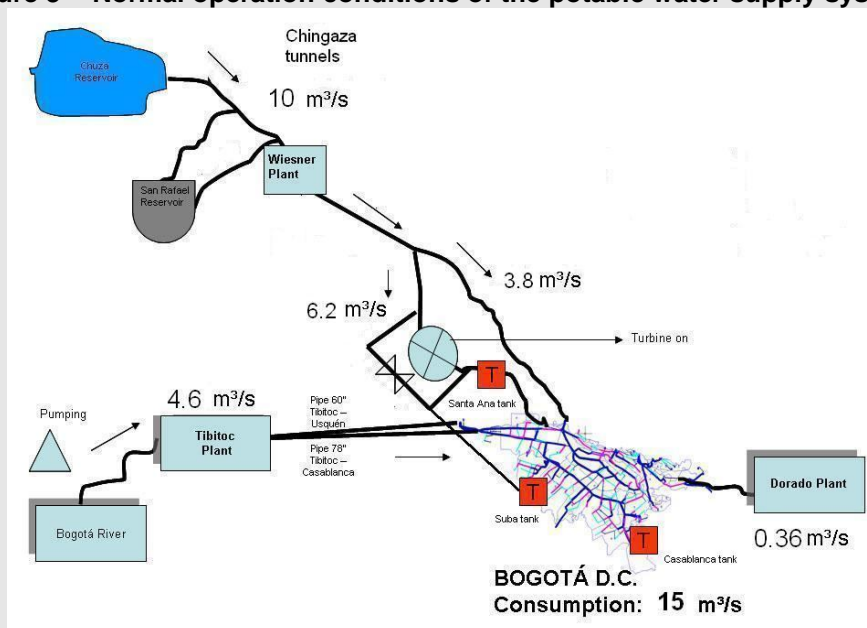 Normal operation conditions of the potable water supply
Chingaza
tunnels
Chuza
Reservoir
10 m³/s
Wiesner
Plant
San Rafael
Reservoir
3.8 m³/s
6.2 m³/s
Turbine on
T
Santa Ana tank
4.6 m³/s
Pipe 60"
Tibitoc –
Usquén
Pumping
Tibitoc
Plant
Pipe 78"
Tibitoc –
Casablanca
T
Suba tank
Dorado Plant
Bogotá River
T
Casablanca tank
0.36 m³/s
BOGOTÁ D.C.
Consumption: 15 m³/s